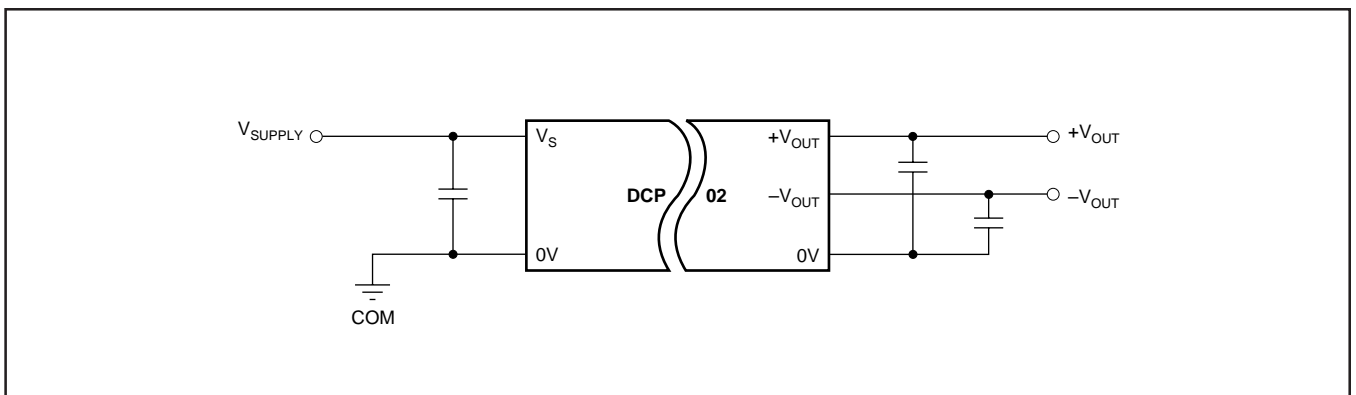 V_SUPPLY
V_S
+V_OUT
+V_OUT
DCP 02
–V_OUT
–V_OUT
0V
0V
COM